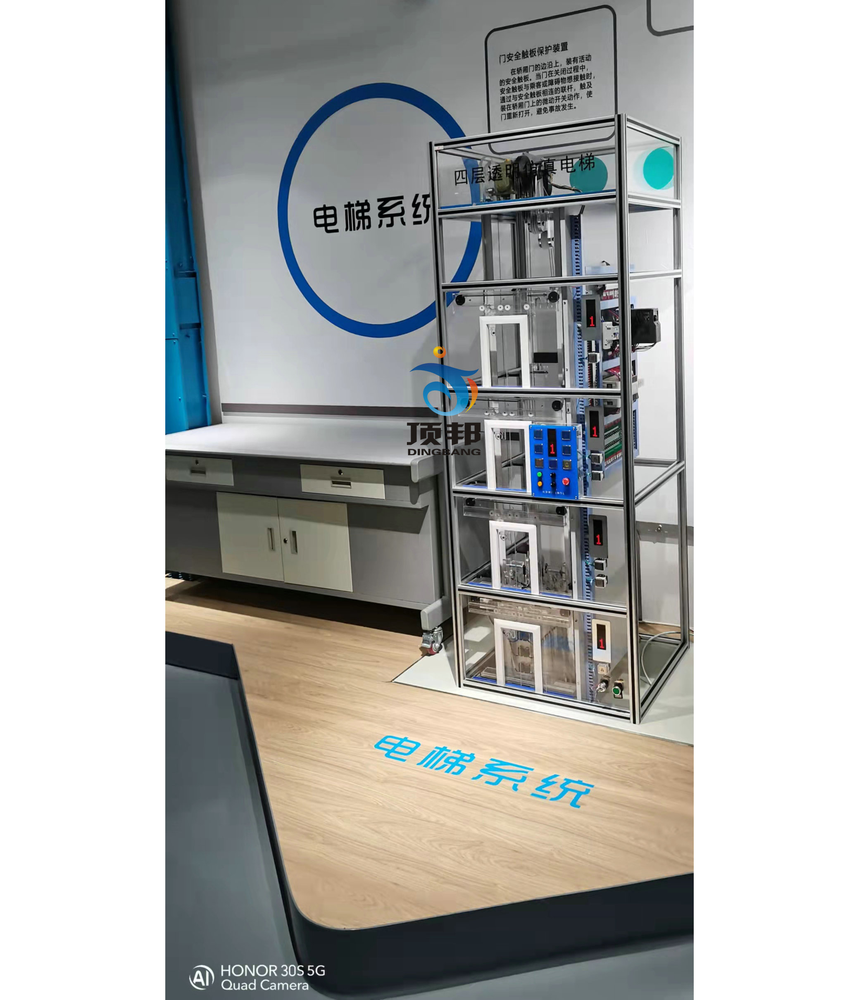 门安全触板保护装置
在轿厢门的边沿上，装有活动
的安全触板。当门在关闭过程中，
安全触板与乘客或障碍物想接触时，
通过与安全触板相连的联杆，触及
装在轿厢门上的微动开关动作，使
门重新打开，避免事故发生。
四层透明仿真电梯
电梯系统
1
顶邦
DINGBANG
1
1
1
1
电梯系统
AI
HONOR 30S 5G
Quad Camera